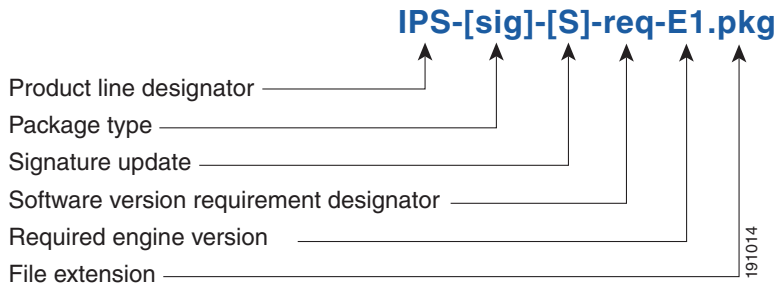 IPS-[sig]-[S]-req-E1.pkg
Product line designator
Package type
Signature update
Software version requirement designator
Required engine version
File extension
191014